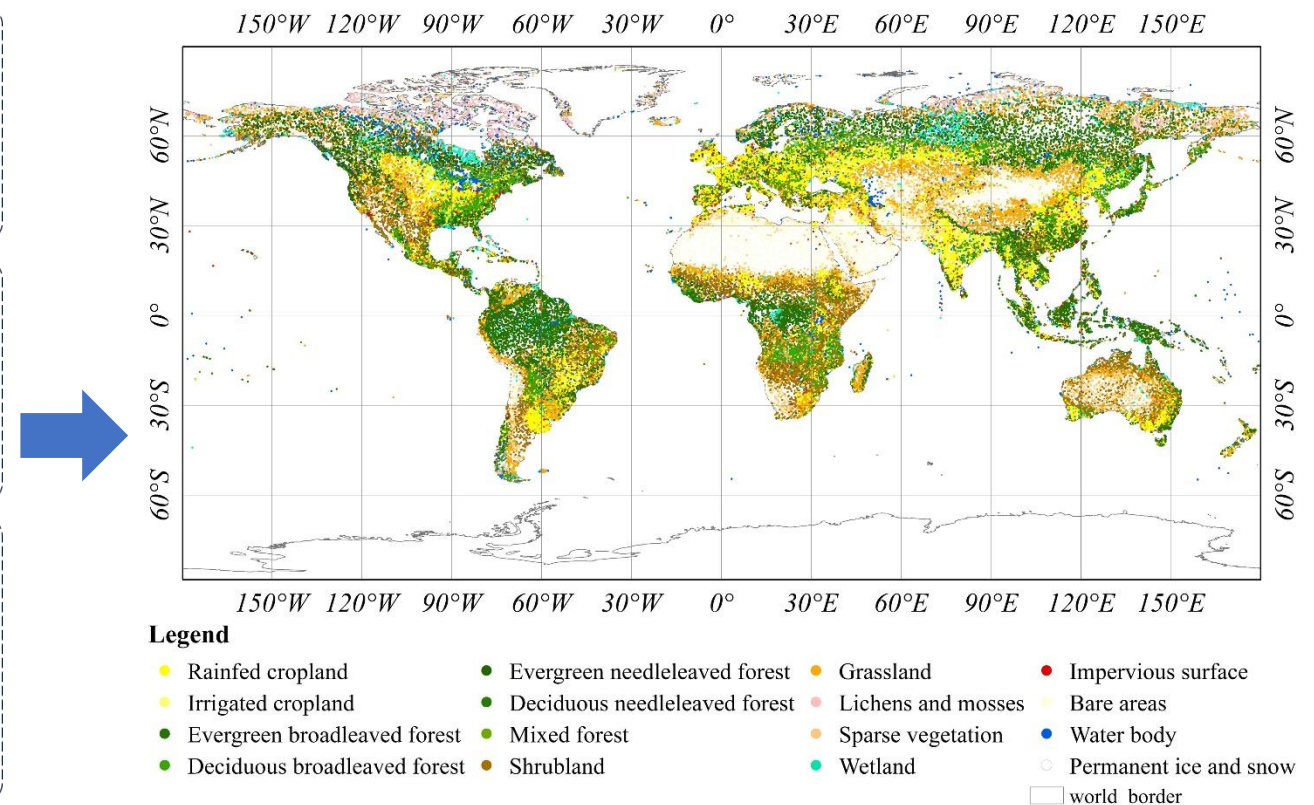 150°W 120°W 90°W 60°W 30°W 0° 30°E 60°E 90°E 120°E 150°E
60°N 60°N
30°N 30°N
0° 0°
30°S 30°S
60°S 60°S
150°W 120°W 90°W 60°W 30°W 0° 30°E 60°E 90°E 120°E 150°E
Legend
Rainfed cropland Evergreen needleleaved forest Grassland Impervious surface
Irrigated cropland Deciduous needleleaved forest Lichens and mosses Bare areas
Evergreen broadleaved forest Mixed forest Sparse vegetation Water body
Deciduous broadleaved forest Shrubland Wetland Permanent ice and snow
world_border